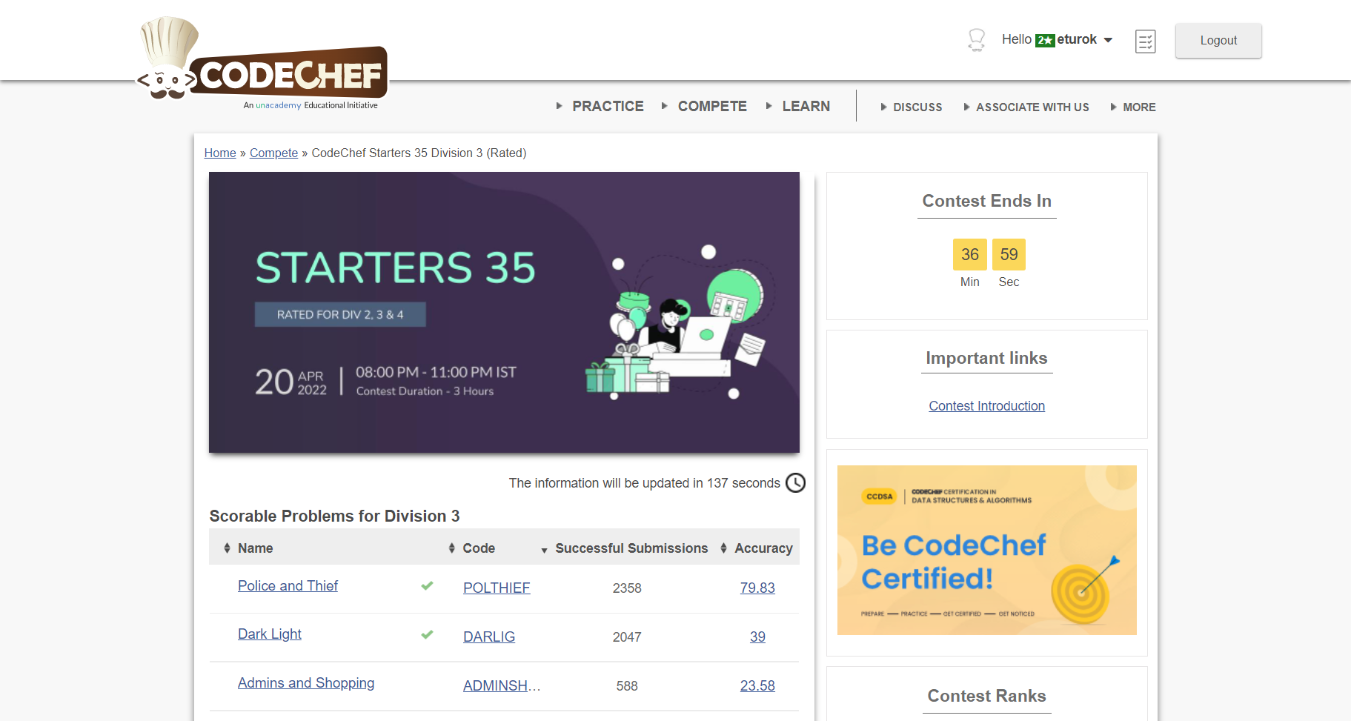 Hello 2★ eturok
Logout
CODECHEF
An unacademy Educational Initiative
PRACTICE COMPETE LEARN DISCUSS ASSOCIATE WITH US MORE
Home » Compete » CodeChef Starters 35 Division 3 (Rated)
STARTERS 35
RATED FOR DIV 2, 3 & 4
20 APR 2022
08:00 PM - 11:00 PM IST
Contest Duration - 3 Hours
The information will be updated in 137 seconds
Scorable Problems for Division 3
Name Code Successful Submissions Accuracy
Police and Thief POLTHIEF 2358 79.83
Dark Light DARLIG 2047 39
Admins and Shopping ADMINSH... 588 23.58
Contest Ends In
36 59
Min Sec
Important links
Contest Introduction
CCDSA
CODECHEF CERTIFICATION IN
DATA STRUCTURES & ALGORITHMS
Be CodeChef
Certified!
PREPARE — PRACTICE — GET CERTIFIED — GET NOTICED
Contest Ranks